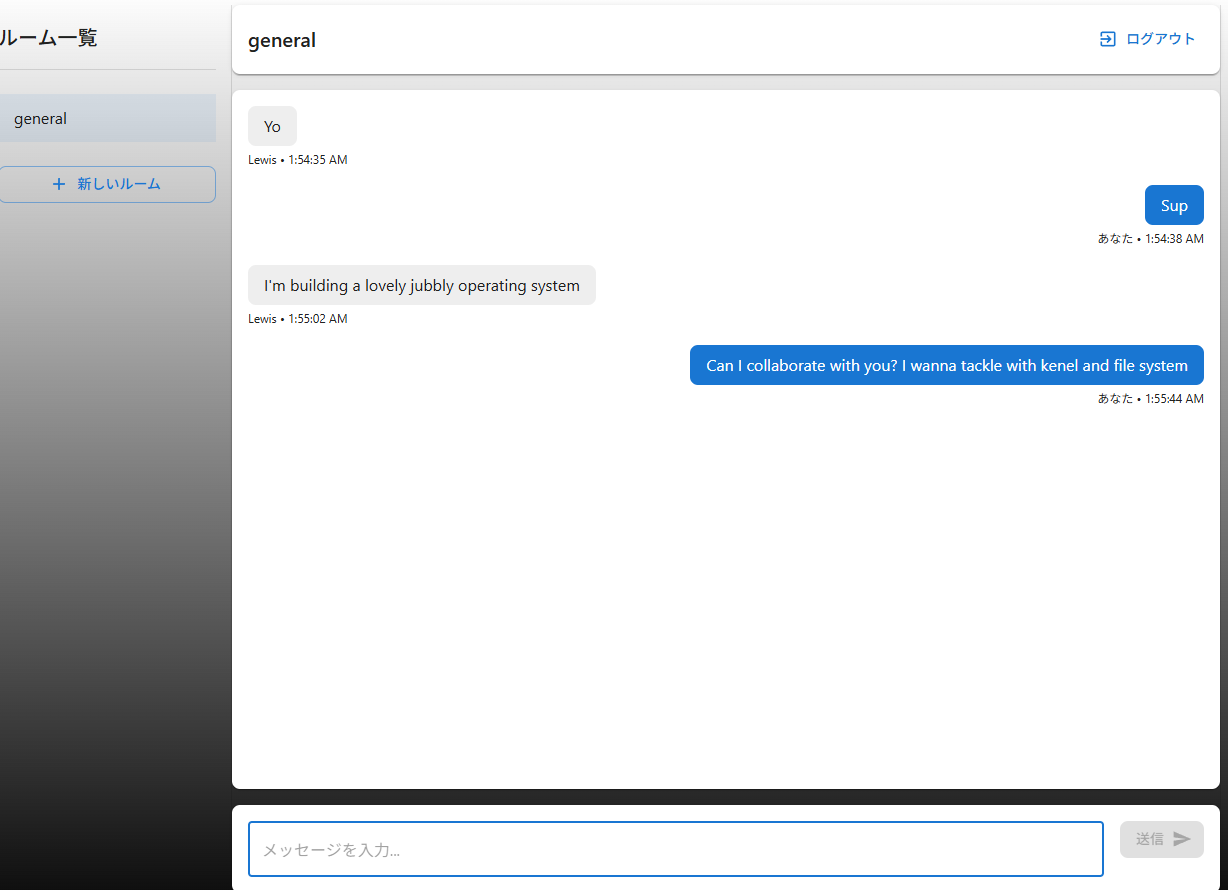 ルーム一覧
general
新しいルーム
general
ログアウト
Yo
Lewis • 1:54:35 AM
Sup
あなた • 1:54:38 AM
I'm building a lovely jubbly operating system
Lewis • 1:55:02 AM
Can I collaborate with you? I wanna tackle with kenel and file system
あなた • 1:55:44 AM
メッセージを入力...
送信